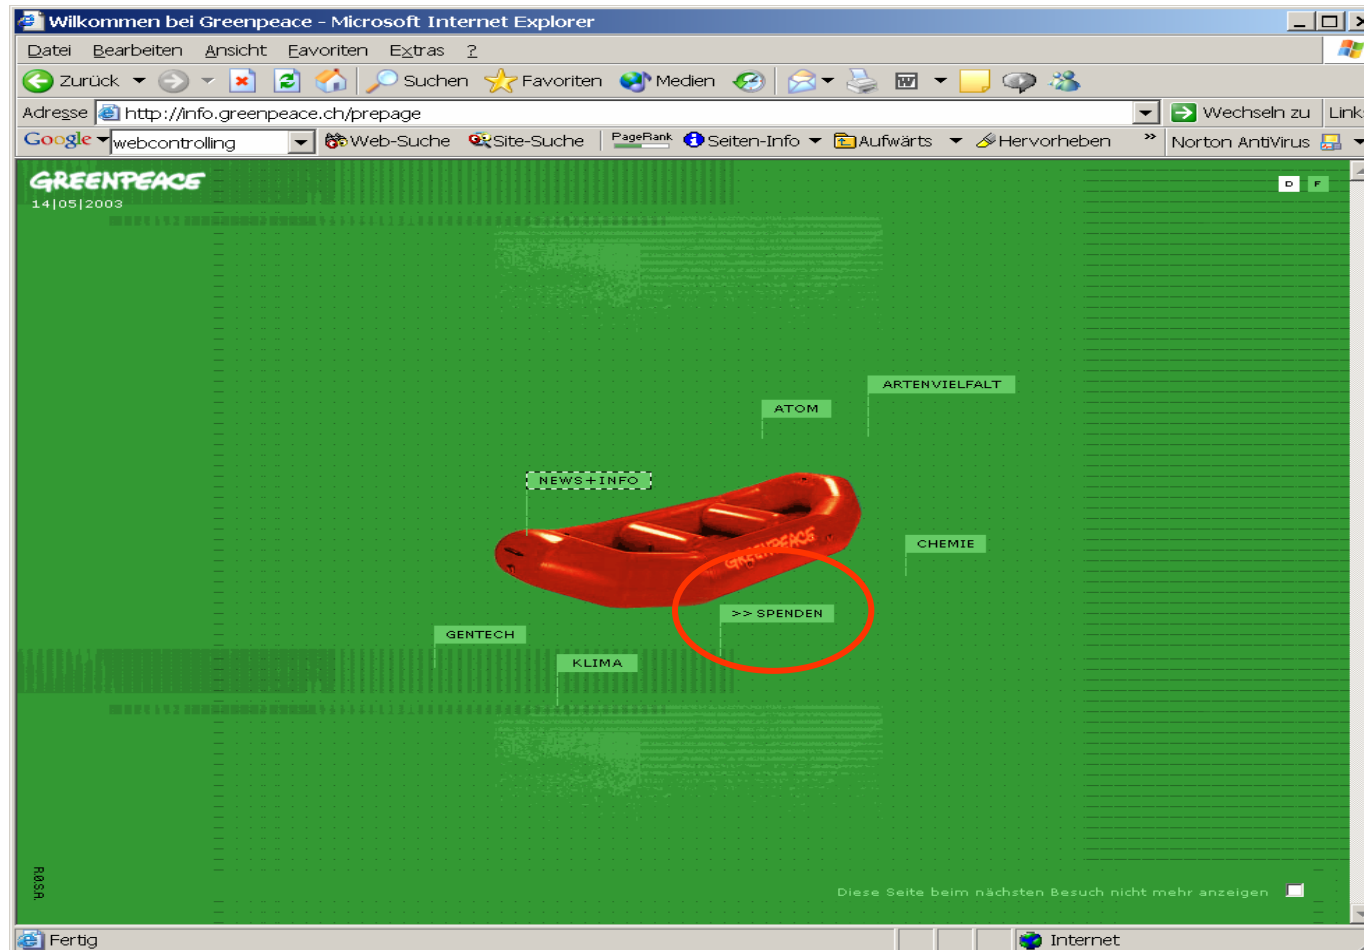 Wilkommen bei Greenpeace - Microsoft Internet Explorer
Datei Bearbeiten Ansicht Favoriten Extras ?
Zurück Suchen Favoriten Medien
Adresse http://info.greenpeace.ch/prepage Wechseln zu Links
Google webcontrolling Web-Suche Site-Suche PageRank Seiten-Info Aufwärts Hervorheben » Norton AntiVirus
GREENPEACE
D F
14|05|2003
ARTENVIELFALT
ATOM
NEWS+INFO
GREENPEACE
CHEMIE
>> SPENDEN
GENTECH
KLIMA
R.Ø.S.A.
Diese Seite beim nächsten Besuch nicht mehr anzeigen
Fertig Internet